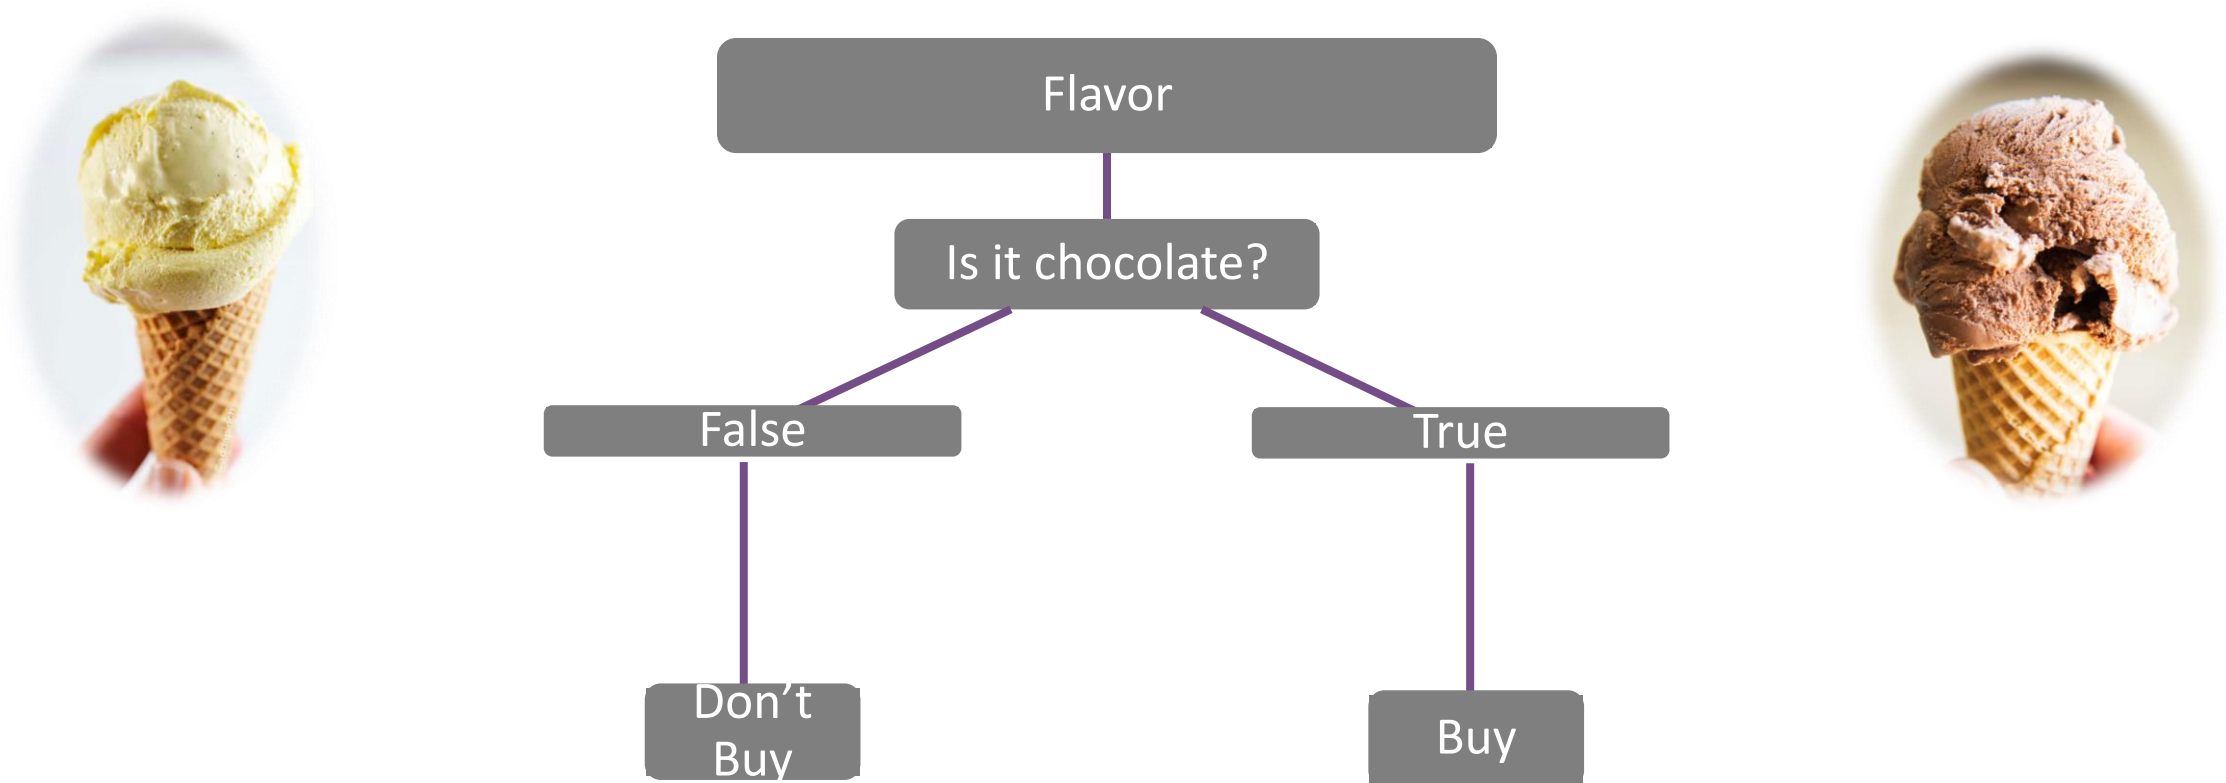 Flavor
Is it chocolate?
False
True
Don’t
Buy
Buy